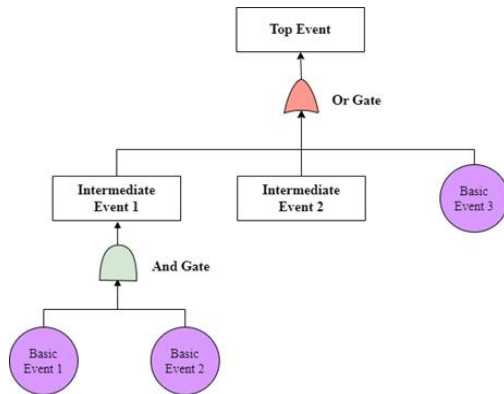 Top Event
Or Gate
Intermediate
Event 1
Intermediate
Event 2
Basic
Event 3
And Gate
Basic
Event 1
Basic
Event 2